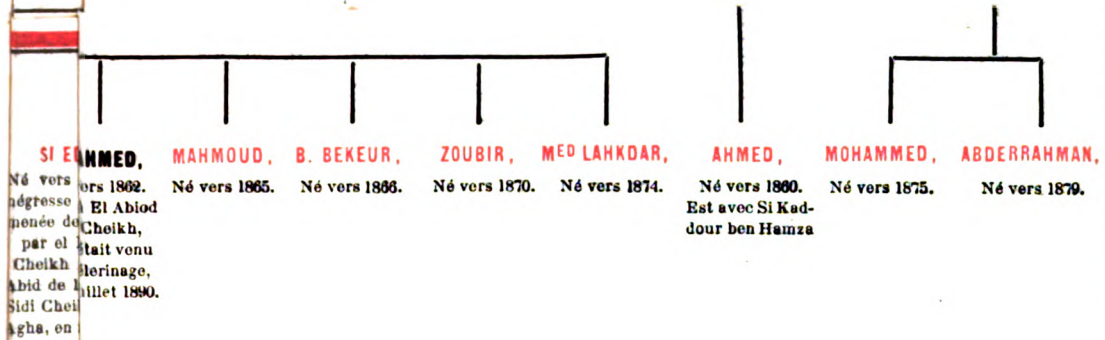 SI
Né vers
négresse
menée de
par el
Cheikh
Abid de
Sidi Chei
Agha, en
AHMED,
ers 1862.
El Abiod
Cheikh,
était venu
lerinage,
illet 1890.
MAHMOUD,
Né vers 1865.
B. BEKEUR,
Né vers 1866.
ZOUBIR,
Né vers 1870.
MED LAHKDAR,
Né vers 1874.
AHMED,
Né vers 1860.
Est avec Si Kad-
dour ben Hamza
MOHAMMED,
Né vers 1875.
ABDERRAHMAN,
Né vers 1879.